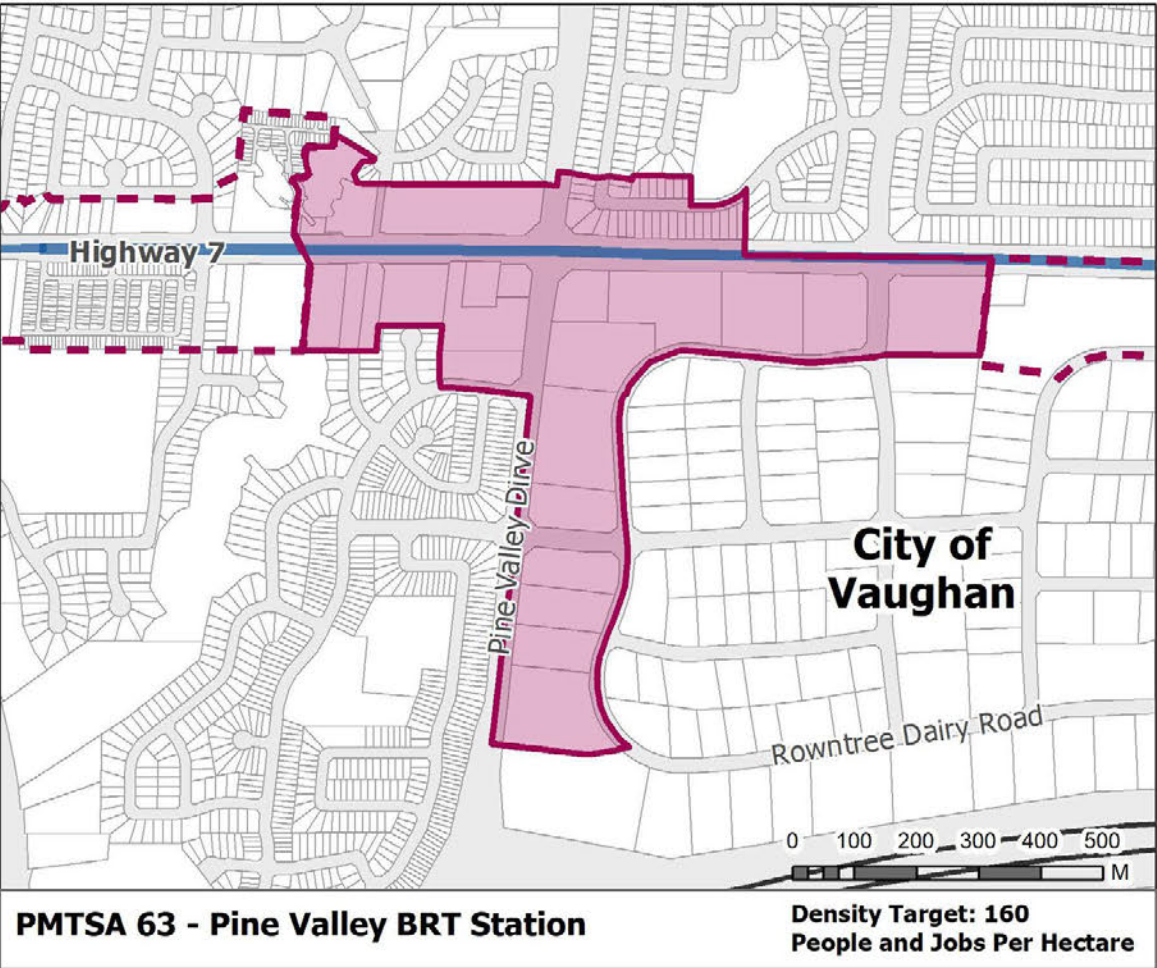 Highway 7
Pine Valley Dirve
City of
Vaughan
Rowntree Dairy Road
0 100 200 300 400 500
M
PMTSA 63 - Pine Valley BRT Station
Density Target: 160
People and Jobs Per Hectare